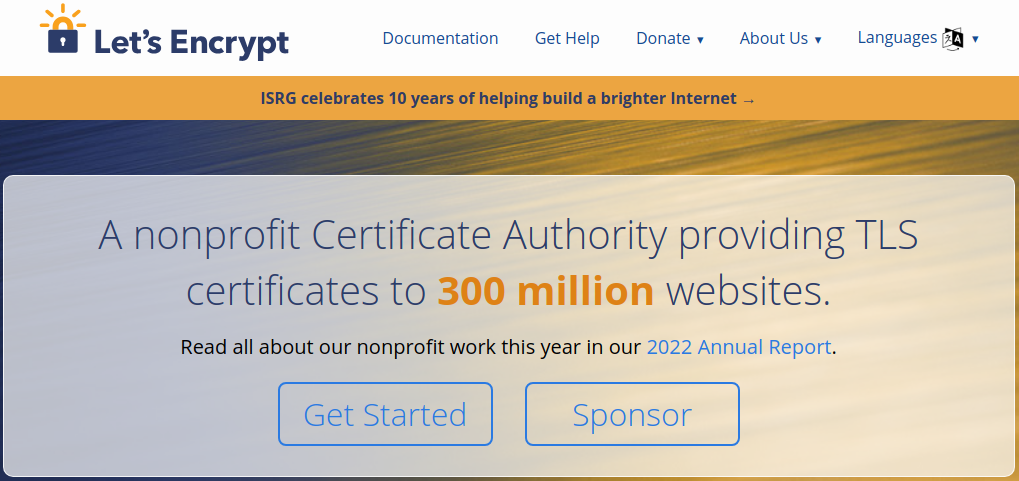 Let's Encrypt
Documentation Get Help Donate ▼ About Us ▼ Languages A ▼
ISRG celebrates 10 years of helping build a brighter Internet →
A nonprofit Certificate Authority providing TLS
certificates to 300 million websites.
Read all about our nonprofit work this year in our 2022 Annual Report.
Get Started Sponsor